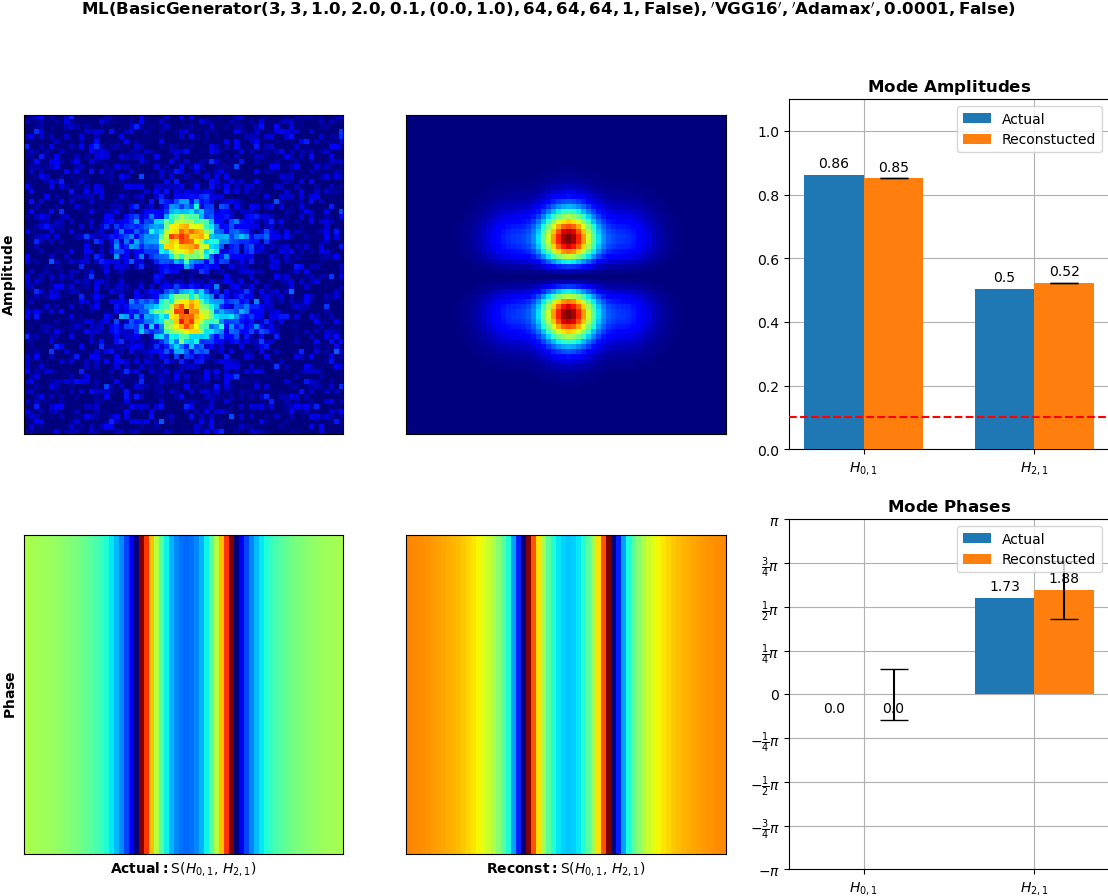 ML(BasicGenerator(3, 3, 1.0, 2.0, 0.1, (0.0, 1.0), 64, 64, 64, 1, False), ′VGG16′, ′Adamax′, 0.0001, False)
Amplitude
Mode Amplitudes
Actual
Reconstucted
1.0
0.8
0.6
0.4
0.2
0.0
0.86
0.85
0.5
0.52
H0,1
H2,1
Phase
Actual: S(H0,1, H2,1)
Reconst: S(H0,1, H2,1)
Mode Phases
Actual
Reconstucted
π
3/4π
1/2π
1/4π
0
−1/4π
−1/2π
−3/4π
−π
0.0
0.0
1.73
1.88
H0,1
H2,1